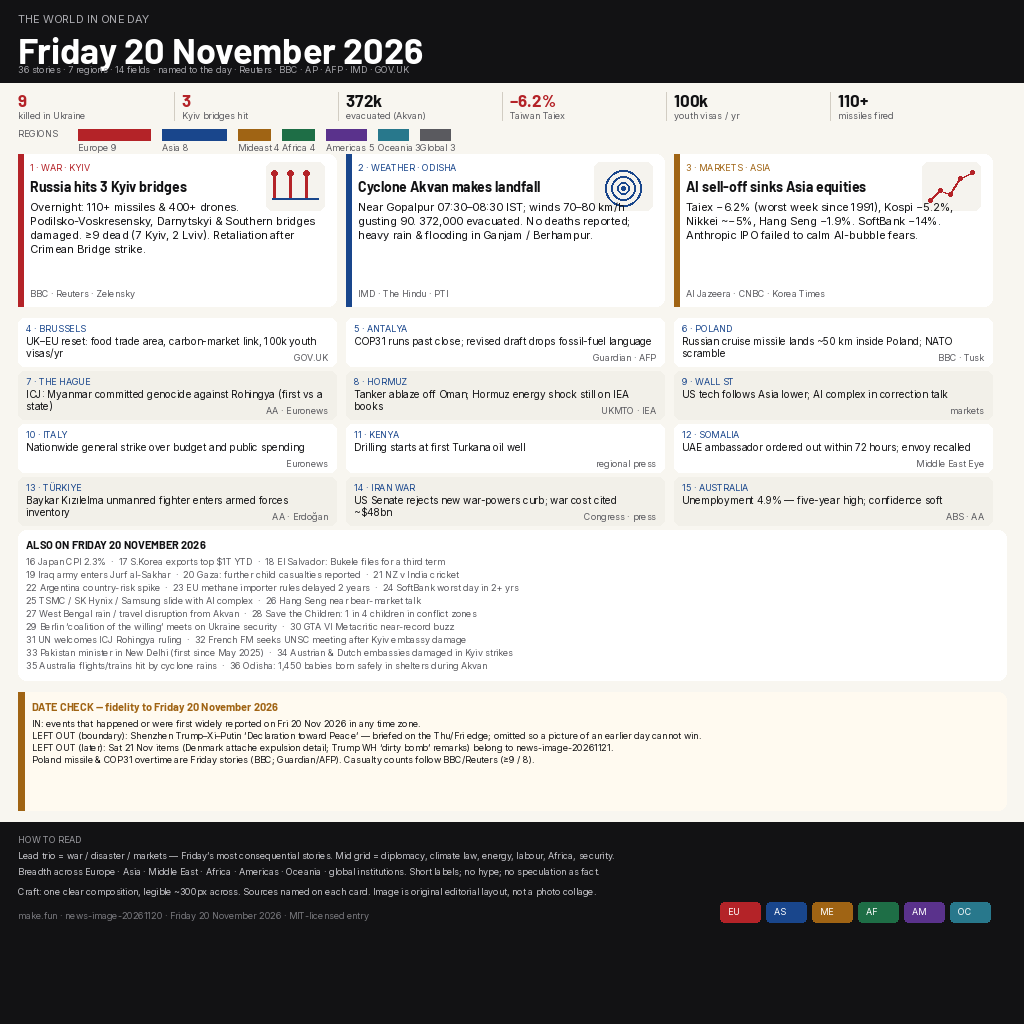 THE WORLD IN ONE DAY
Friday 20 November 2026
36 stories · 7 regions · 14 fields · named to the day · Reuters · BBC · AP · AFP · IMD · GOV.UK
9
killed in Ukraine
3
Kyiv bridges hit
372k
evacuated (Akvan)
−6.2%
Taiwan Taiex
100k
youth visas / yr
110+
missiles fired
REGIONS
Europe 9
Asia 8
Mideast 4
Africa 4
Americas 5
Oceania 3
Global 3
1 · WAR · KYIV
Russia hits 3 Kyiv bridges
Overnight: 110+ missiles & 400+ drones.
Podilsko-Voskresensky, Darnytskyi & Southern bridges
damaged. ≥9 dead (7 Kyiv, 2 Lviv). Retaliation after
Crimean Bridge strike.
BBC · Reuters · Zelensky
2 · WEATHER · ODISHA
Cyclone Akvan makes landfall
Near Gopalpur 07:30–08:30 IST; winds 70–80 km/h
gusting 90. 372,000 evacuated. No deaths reported;
heavy rain & flooding in Ganjam / Berhampur.
IMD · The Hindu · PTI
3 · MARKETS · ASIA
AI sell-off sinks Asia equities
Taiex −6.2% (worst week since 1991), Kospi −5.2%,
Nikkei ~−5%, Hang Seng −1.9%. SoftBank −14%.
Anthropic IPO failed to calm AI-bubble fears.
Al Jazeera · CNBC · Korea Times
4 · BRUSSELS
UK–EU reset: food trade area, carbon-market link, 100k youth
visas/yr
GOV.UK
5 · ANTALYA
COP31 runs past close; revised draft drops fossil-fuel language
Guardian · AFP
6 · POLAND
Russian cruise missile lands ~50 km inside Poland; NATO
scramble
BBC · Tusk
7 · THE HAGUE
ICJ: Myanmar committed genocide against Rohingya (first vs a
state)
AA · Euronews
8 · HORMUZ
Tanker ablaze off Oman; Hormuz energy shock still on IEA
books
UKMTO · IEA
9 · WALL ST
US tech follows Asia lower; AI complex in correction talk
markets
10 · ITALY
Nationwide general strike over budget and public spending
Euronews
11 · KENYA
Drilling starts at first Turkana oil well
regional press
12 · SOMALIA
UAE ambassador ordered out within 72 hours; envoy recalled
Middle East Eye
13 · TÜRKIYE
Baykar Kızılelma unmanned fighter enters armed forces
inventory
AA · Erdoğan
14 · IRAN WAR
US Senate rejects new war-powers curb; war cost cited
~$48bn
Congress · press
15 · AUSTRALIA
Unemployment 4.9% — five-year high; confidence soft
ABS · AA
ALSO ON FRIDAY 20 NOVEMBER 2026
16 Japan CPI 2.3% · 17 S.Korea exports top $1T YTD · 18 El Salvador: Bukele files for a third term
19 Iraq army enters Jurf al-Sakhar · 20 Gaza: further child casualties reported · 21 NZ v India cricket
22 Argentina country-risk spike · 23 EU methane importer rules delayed 2 years · 24 SoftBank worst day in 2+ yrs
25 TSMC / SK Hynix / Samsung slide with AI complex · 26 Hang Seng near bear-market talk
27 West Bengal rain / travel disruption from Akvan · 28 Save the Children: 1 in 4 children in conflict zones
29 Berlin ‘coalition of the willing’ meets on Ukraine security · 30 GTA VI Metacritic near-record buzz
31 UN welcomes ICJ Rohingya ruling · 32 French FM seeks UNSC meeting after Kyiv embassy damage
33 Pakistan minister in New Delhi (first since May 2025) · 34 Austrian & Dutch embassies damaged in Kyiv strikes
35 Australia flights/trains hit by cyclone rains · 36 Odisha: 1,450 babies born safely in shelters during Akvan
DATE CHECK — fidelity to Friday 20 November 2026
IN: events that happened or were first widely reported on Fri 20 Nov 2026 in any time zone.
LEFT OUT (boundary): Shenzhen Trump–Xi–Putin ‘Declaration toward Peace’ — briefed on the Thu/Fri edge; omitted so a picture of an earlier day cannot win.
LEFT OUT (later): Sat 21 Nov items (Denmark attache expulsion detail; Trump WH ‘dirty bomb’ remarks) belong to news-image-20261121.
Poland missile & COP31 overtime are Friday stories (BBC; Guardian/AFP). Casualty counts follow BBC/Reuters (≥9 / 8).
HOW TO READ
Lead trio = war / disaster / markets — Friday’s most consequential stories. Mid grid = diplomacy, climate law, energy, labour, Africa, security.
Breadth across Europe · Asia · Middle East · Africa · Americas · Oceania · global institutions. Short labels; no hype; no speculation as fact.
Craft: one clear composition, legible ~300px across. Sources named on each card. Image is original editorial layout, not a photo collage.
make.fun · news-image-20261120 · Friday 20 November 2026 · MIT-licensed entry
EU
AS
ME
AF
AM
OC